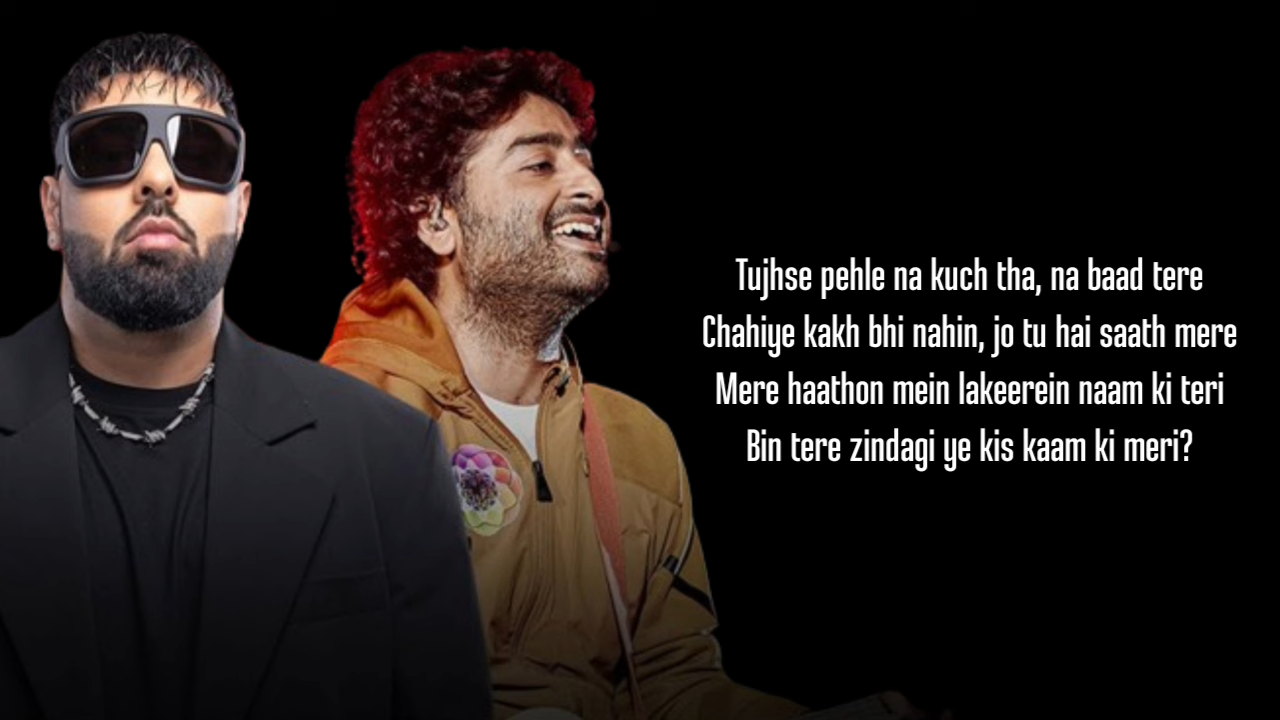 Tujhse pehle na kuch tha, na baad tere
Chahiye kakh bhi nahin, jo tu hai saath mere
Mere haathon mein lakeerein naam ki teri
Bin tere zindagi ye kis kaam ki meri?